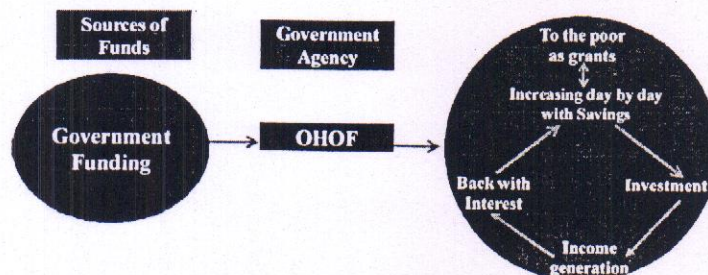 Sources of
Funds
Government
Agency
Government
Funding
OHOF
To the poor
as grants
Increasing day by day
with Savings
Back with
Interest
Investment
Income
generation